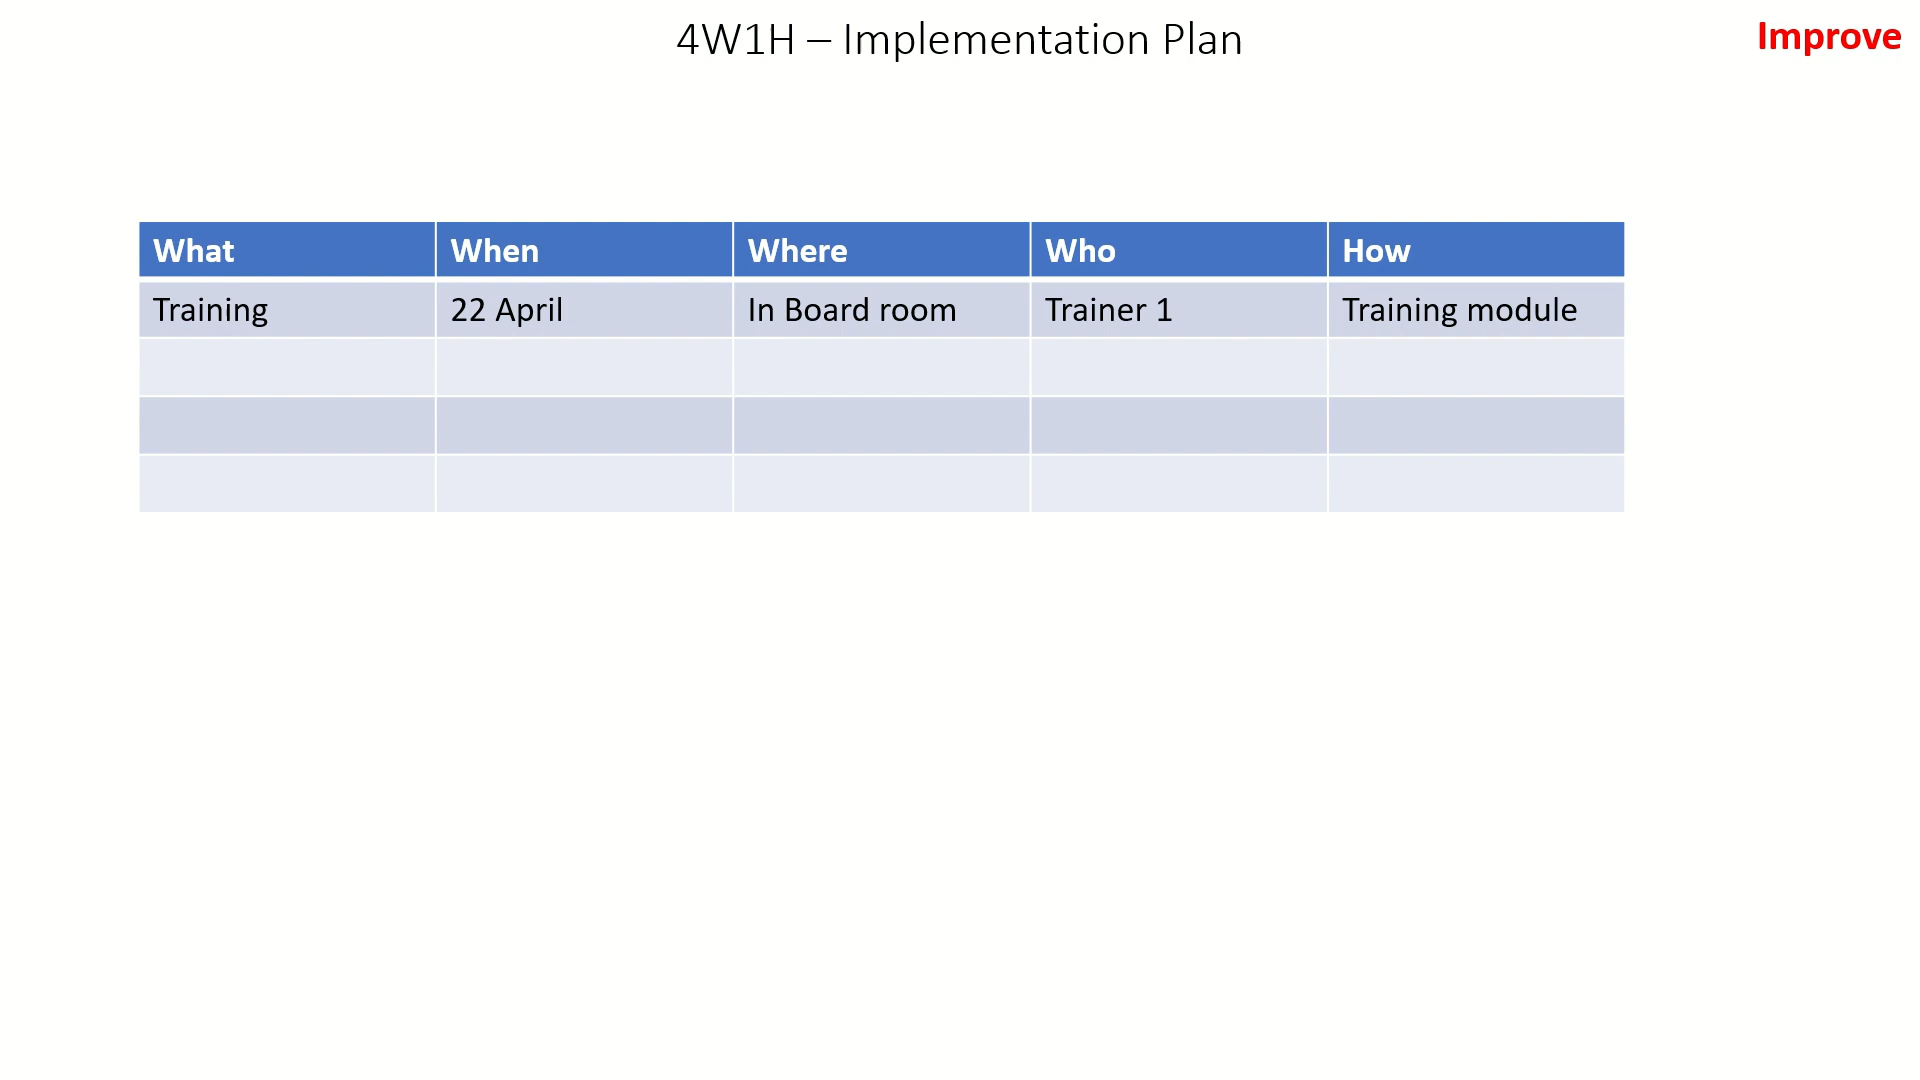 4W1H – Implementation Plan
Improve
What When Where Who How
Training 22 April In Board room Trainer 1 Training module